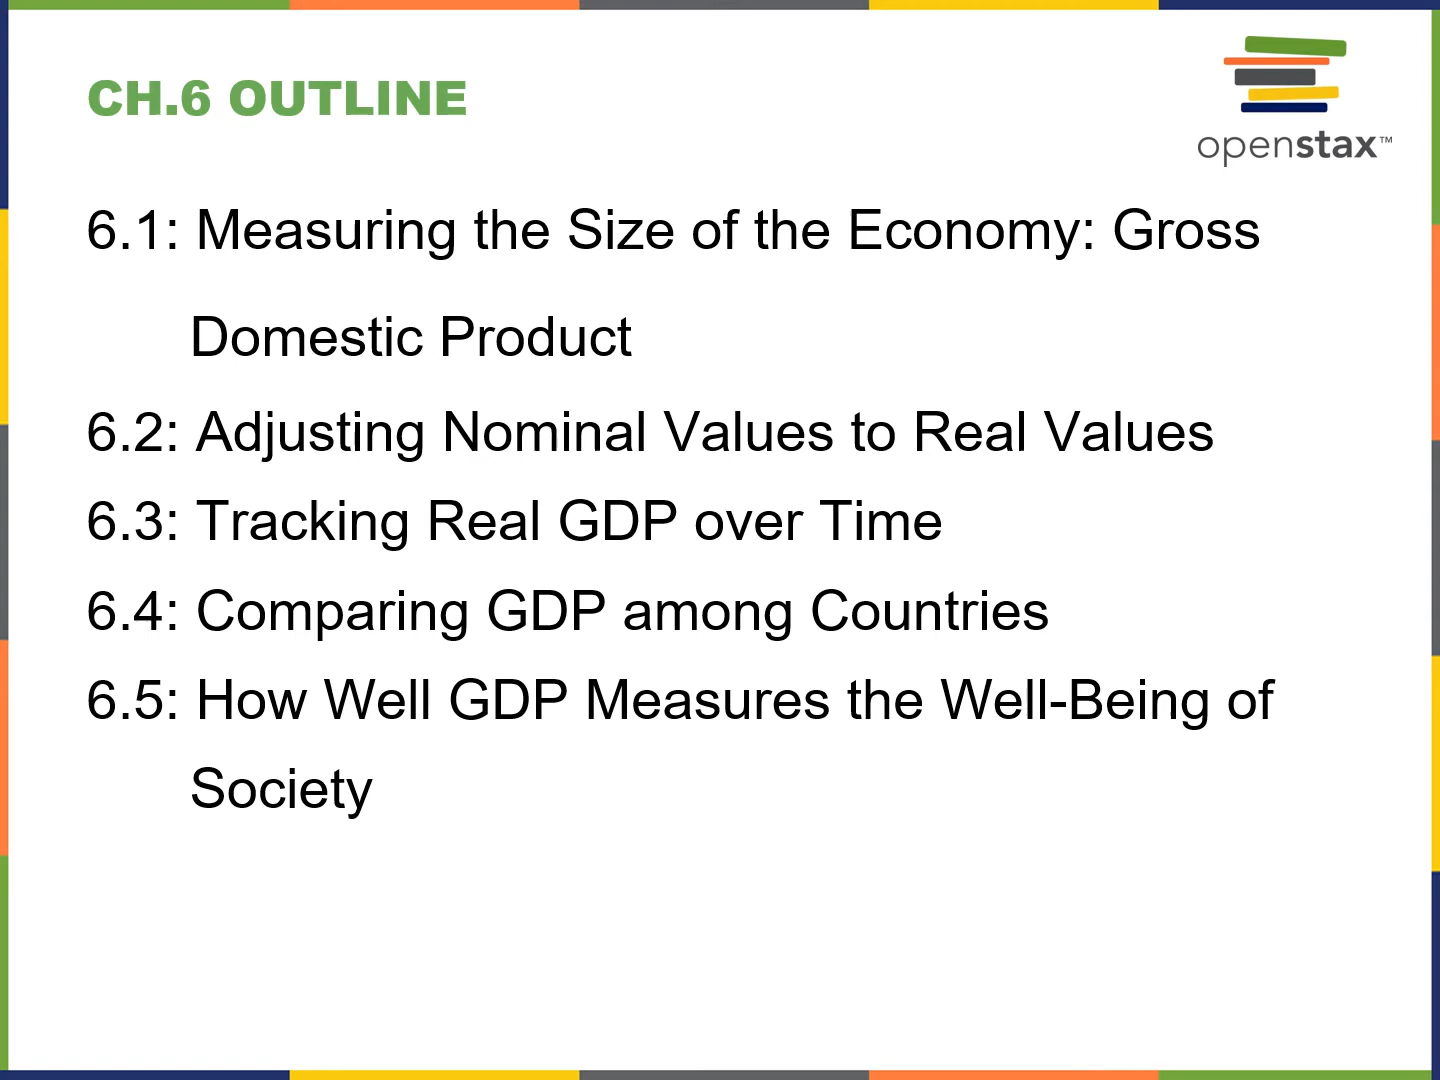 CH.6 OUTLINE
openstax™
6.1: Measuring the Size of the Economy: Gross
Domestic Product
6.2: Adjusting Nominal Values to Real Values
6.3: Tracking Real GDP over Time
6.4: Comparing GDP among Countries
6.5: How Well GDP Measures the Well-Being of
Society